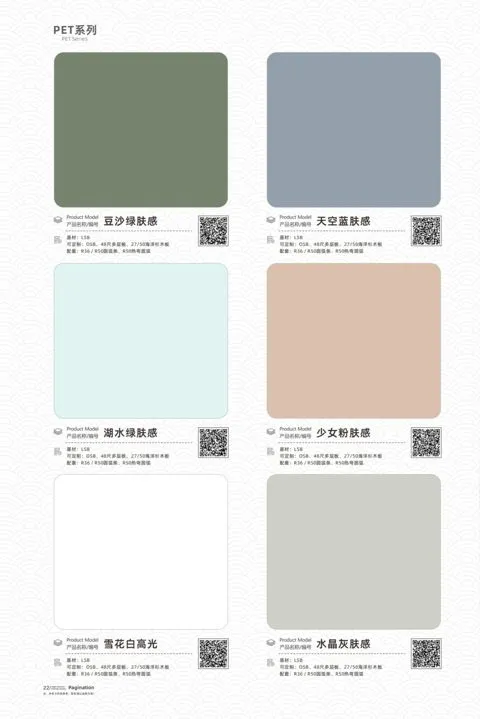 PET系列
PET Series
Product Model
产品名称/编号 豆沙绿肤感
基材：LSB
可定制：OSB、48尺多层板、27/50海洋杉木板
配套：R36 / R50圆弧条、R50热弯圆弧
Product Model
产品名称/编号 天空蓝肤感
基材：LSB
可定制：OSB、48尺多层板、27/50海洋杉木板
配套：R36 / R50圆弧条、R50热弯圆弧
Product Model
产品名称/编号 湖水绿肤感
基材：LSB
可定制：OSB、48尺多层板、27/50海洋杉木板
配套：R36 / R50圆弧条、R50热弯圆弧
Product Model
产品名称/编号 少女粉肤感
基材：LSB
可定制：OSB、48尺多层板、27/50海洋杉木板
配套：R36 / R50圆弧条、R50热弯圆弧
Product Model
产品名称/编号 雪花白高光
基材：LSB
可定制：OSB、48尺多层板、27/50海洋杉木板
配套：R36 / R50圆弧条、R50热弯圆弧
Product Model
产品名称/编号 水晶灰肤感
基材：LSB
可定制：OSB、48尺多层板、27/50海洋杉木板
配套：R36 / R50圆弧条、R50热弯圆弧
22/ Pagination